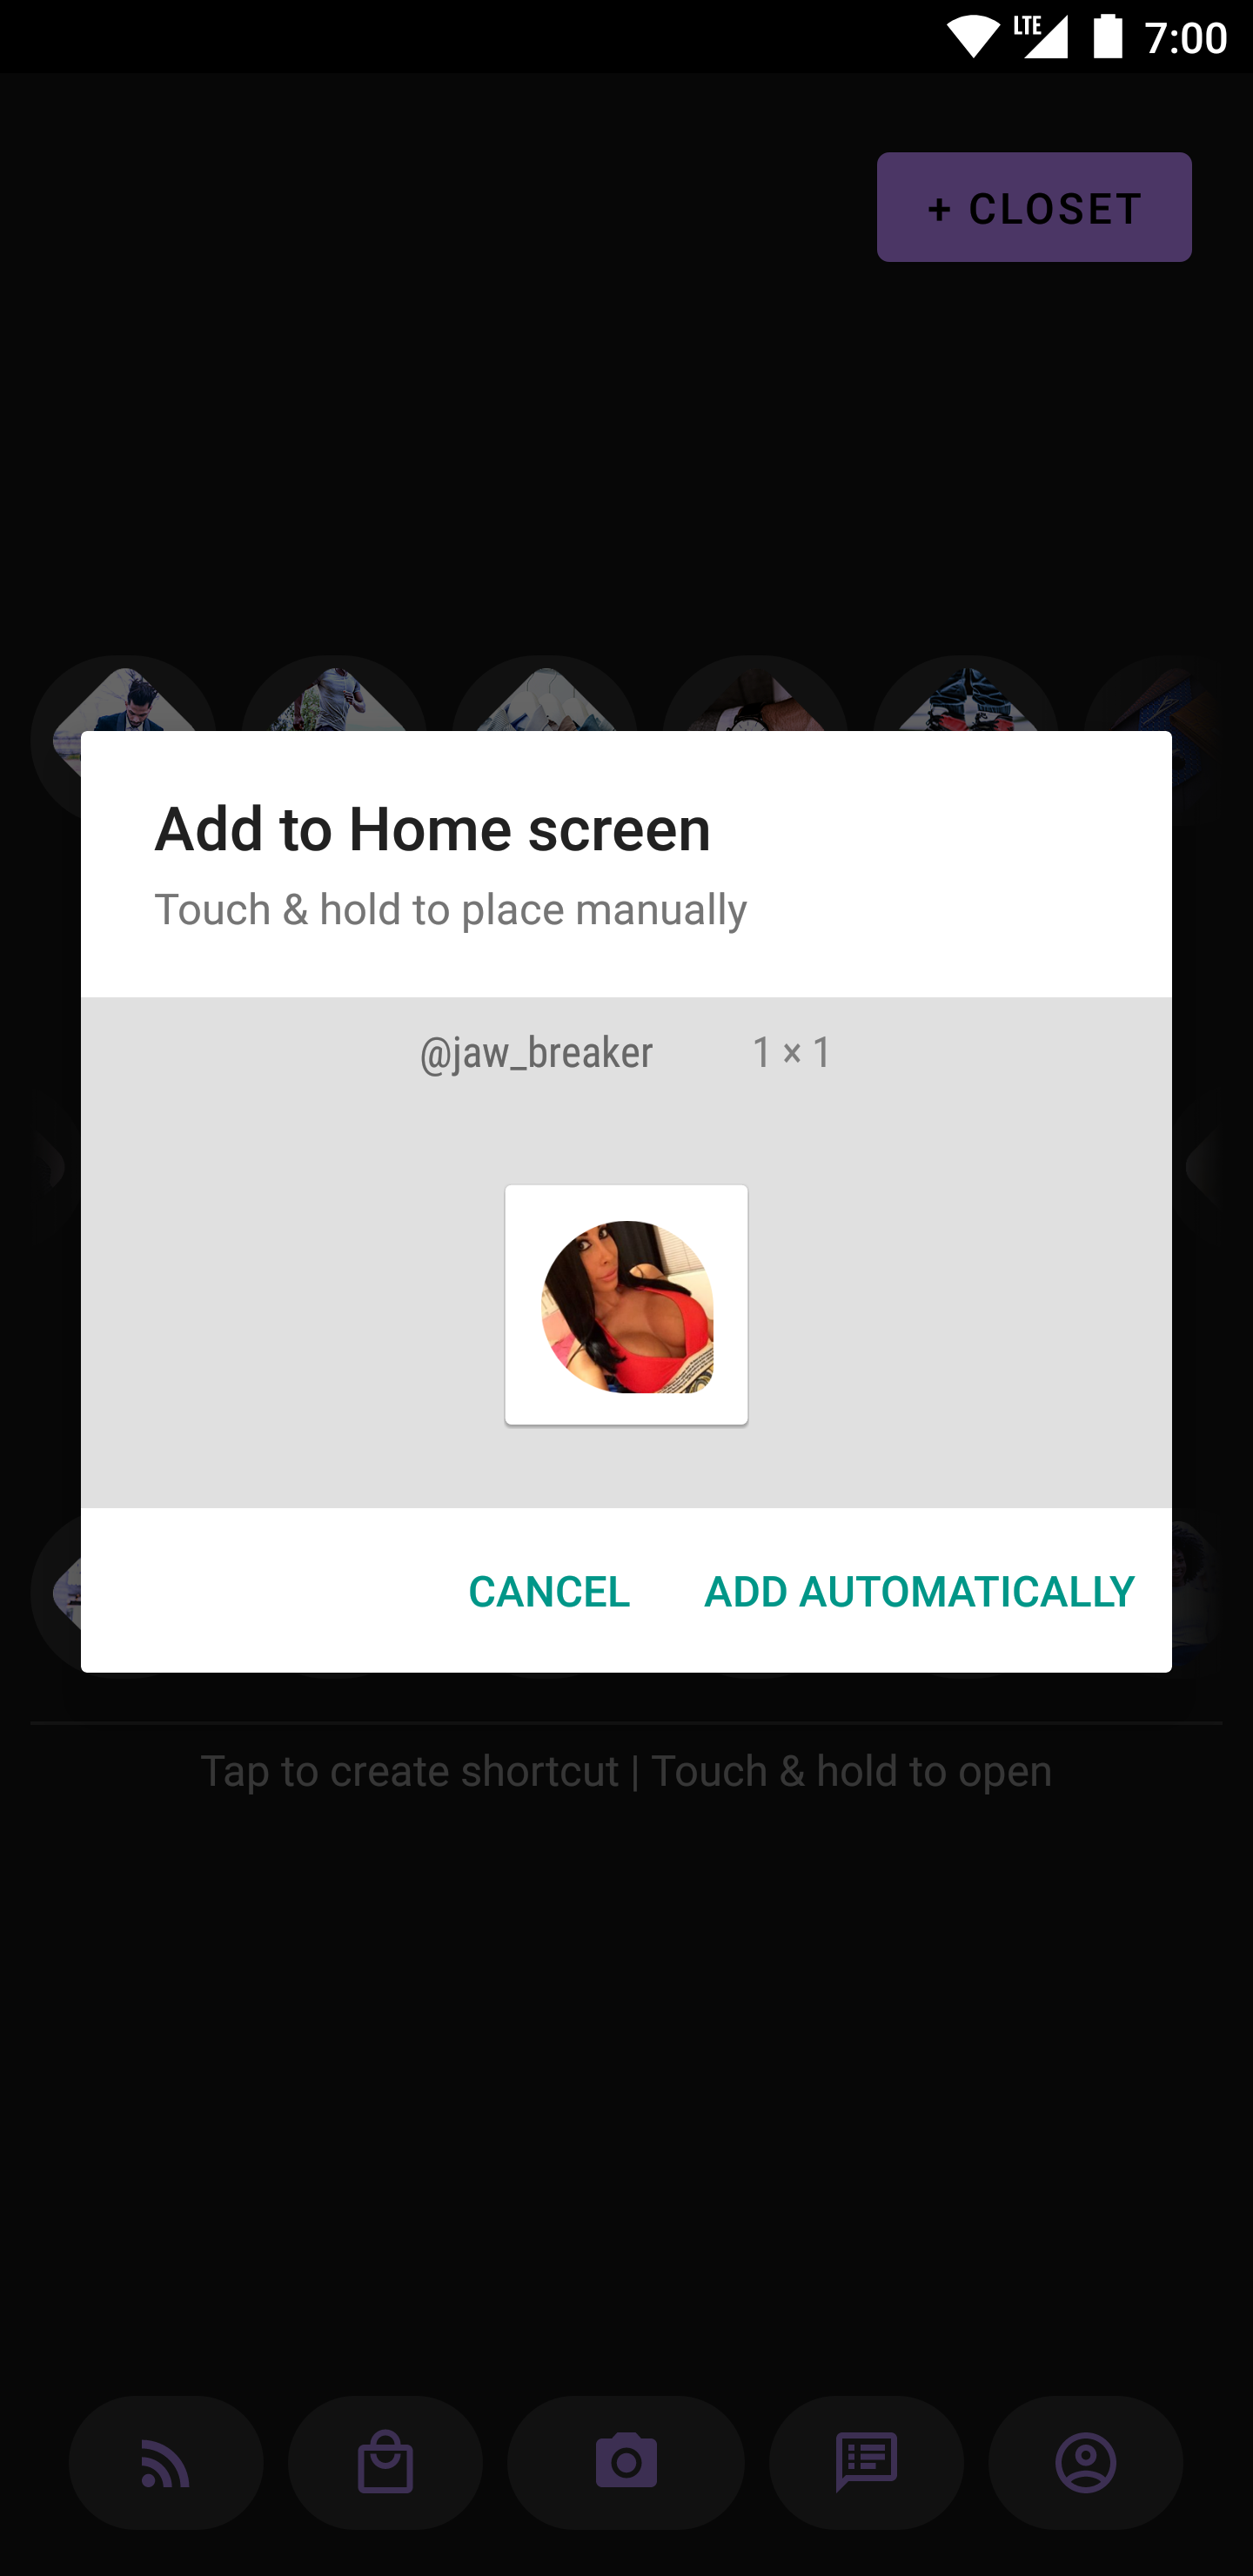 LTE 7:00
+ CLOSET
Add to Home screen
Touch & hold to place manually
@jaw_breaker 1 × 1
CANCEL ADD AUTOMATICALLY
Tap to create shortcut | Touch & hold to open